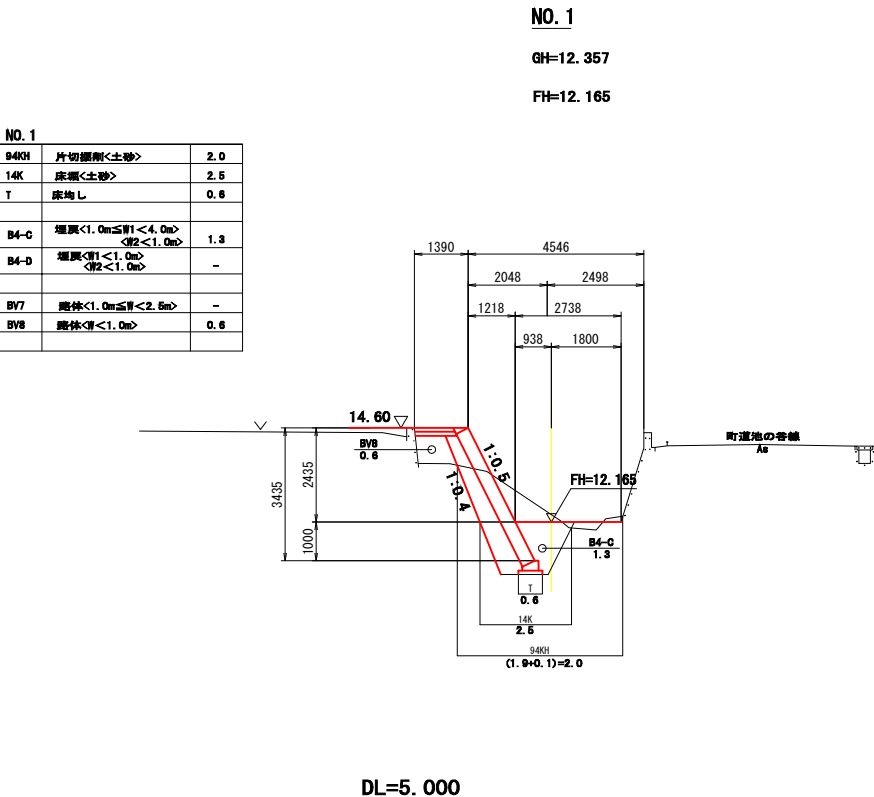 NO. 1
GH=12. 357
FH=12. 165
NO. 1
94KH 片切掘削<土砂> 2. 0
14K 床堀<土砂> 2. 5
T 床均し 0. 6
B4-C 埋戻<1. 0m≦W1<4. 0m>
<W2<1. 0m> 1. 3
B4-D 埋戻<W1<1. 0m>
<W2<1. 0m> -
BV7 路体<1. 0m≦W<2. 5m> -
BV8 路体<W<1. 0m> 0. 6
1390 4546
2048 2498
1218 2738
938 1800
14. 60
町道池の谷線
As
BV8
0. 6
1:0. 5
1:0. 4
FH=12. 165
3435
2435
1000
B4-C
1. 3
T
0. 6
14K
2. 5
94KH
(1. 9+0. 1)=2. 0
DL=5. 000